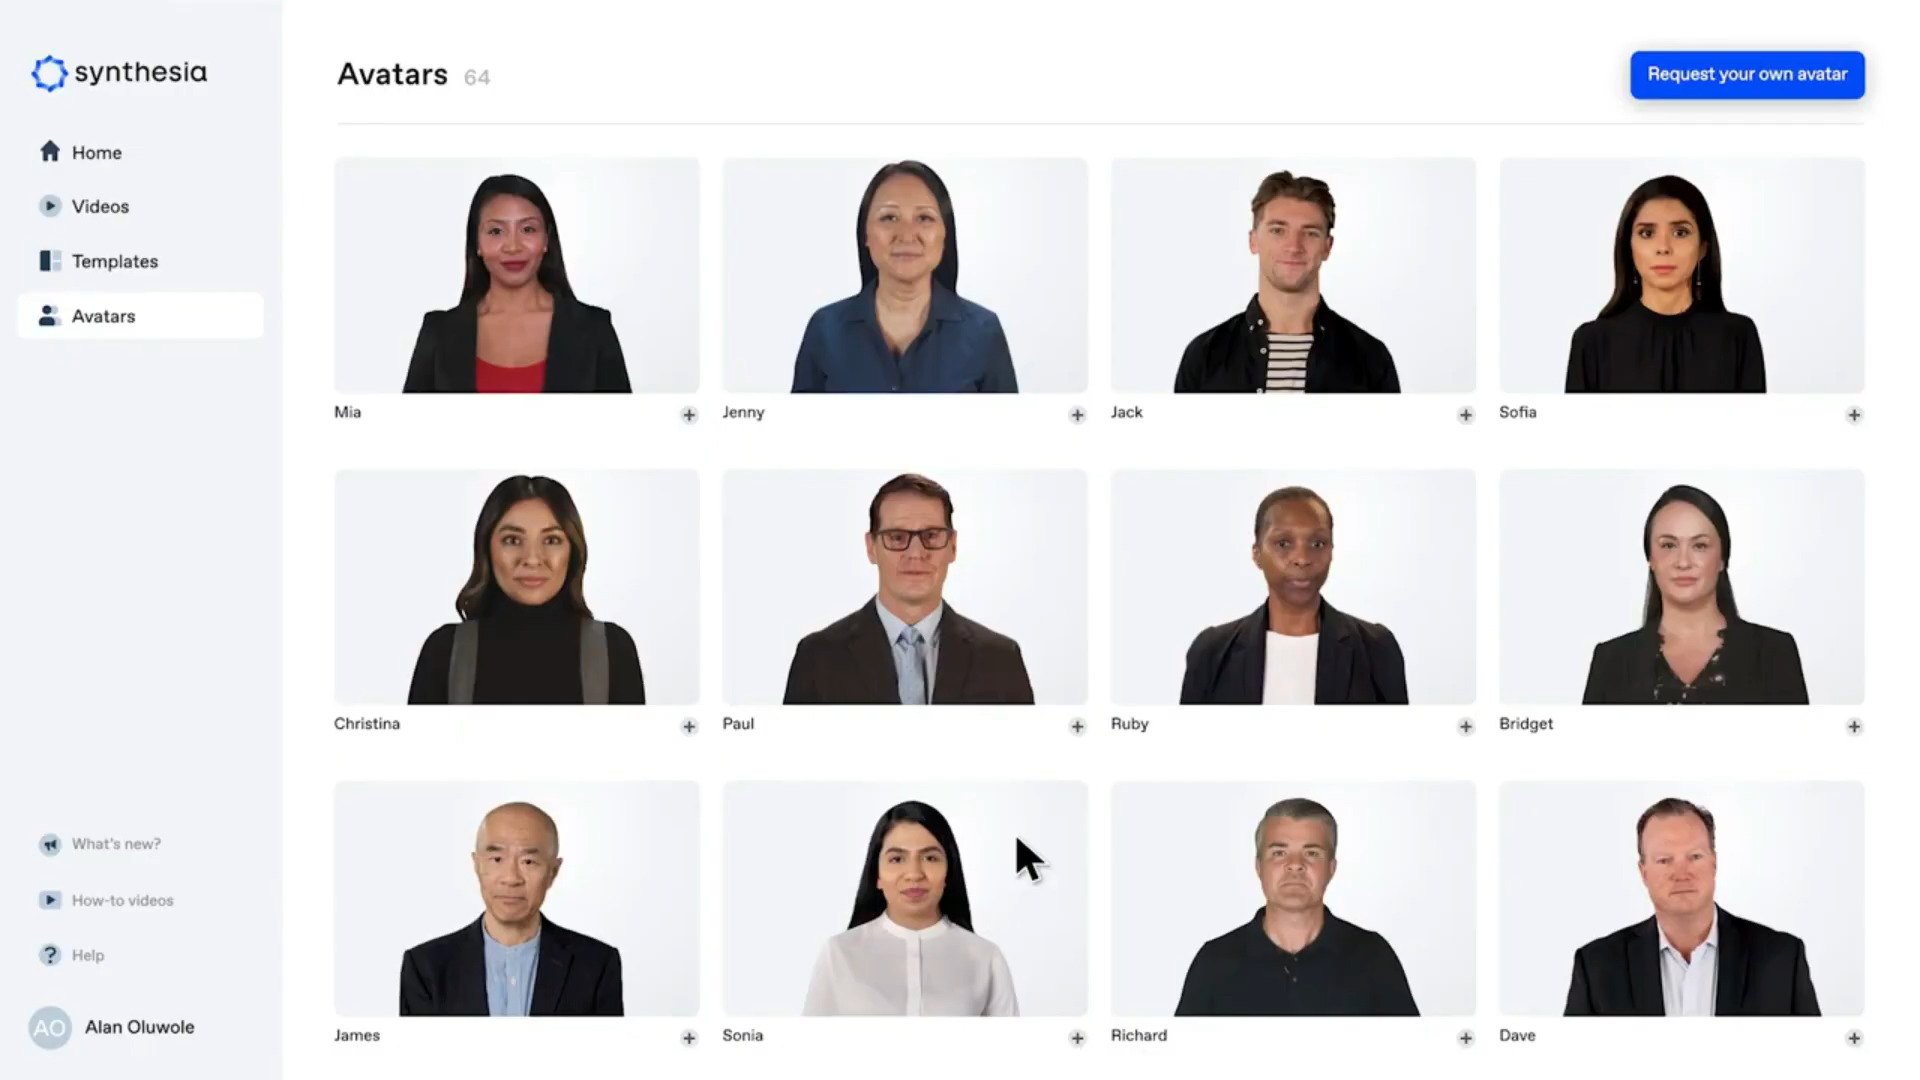 synthesia
Home
Videos
Templates
Avatars
What's new?
How-to videos
? Help
AO Alan Oluwole
Avatars 64
Request your own avatar
Mia + Jenny + Jack + Sofia +
Christina + Paul + Ruby + Bridget +
James + Sonia + Richard + Dave +